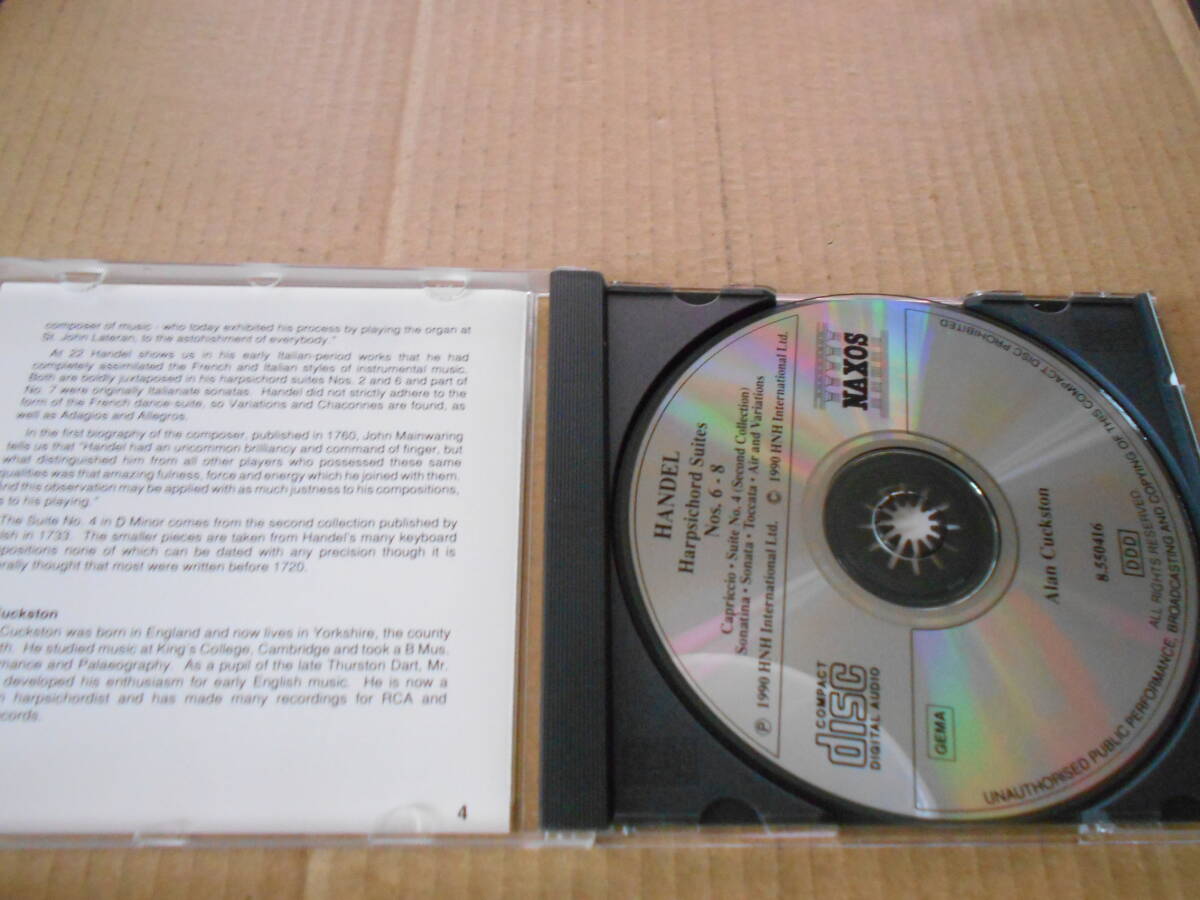 composer of music - who today exhibited his process by playing the organ at
St. John Lateran, to the astohishment of everybody."
At 22 Handel shows us in his early Italian-period works that he had
completely assimilated the French and Italian styles of instrumental music.
Both are boldly juxtaposed in his harpsichord suites Nos. 2 and 6 and part of
No. 7 were originally Italianate sonatas. Handel did not strictly adhere to the
form of the French dance suite, so Variations and Chaconnes are found, as
well as Adagios and Allegros.
In the first biography of the composer, published in 1760, John Mainwaring
tells us that "Handel had an uncommon brilliancy and command of finger, but
what distinguished him from all other players who possessed these same
qualities was that amazing fulness, force and energy which he joined with them.
And this observation may be applied with as much justness to his compositions,
s to his playing."
The Suite No. 4 in D Minor comes from the second collection published by
lsh in 1733. The smaller pieces are taken from Handel's many keyboard
positions none of which can be dated with any precision though it is
erally thought that most were written before 1720.
Cuckston
Cuckston was born in England and now lives in Yorkshire, the county
th. He studied music at King's College, Cambridge and took a B Mus.
rmance and Palaeography. As a pupil of the late Thurston Dart, Mr.
developed his enthusiasm for early English music. He is now a
n harpsichordist and has made many recordings for RCA and
cords.
4
NAXOS
HANDEL
Harpsichord Suites
Nos. 6 - 8
Capriccio • Suite No. 4 (Second Collection)
Sonatina • Sonata • Toccata • Air and Variations
℗ 1990 HNH International Ltd. © 1990 HNH International Ltd.
COMPACT
disc
DIGITAL AUDIO
Alan Cuckston
8.550416
DDD
GEMA
ALL RIGHTS RESERVED.
UNAUTHORISED PUBLIC PERFORMANCE, BROADCASTING AND COPYING OF THIS COMPACT DISC PROHIBITED